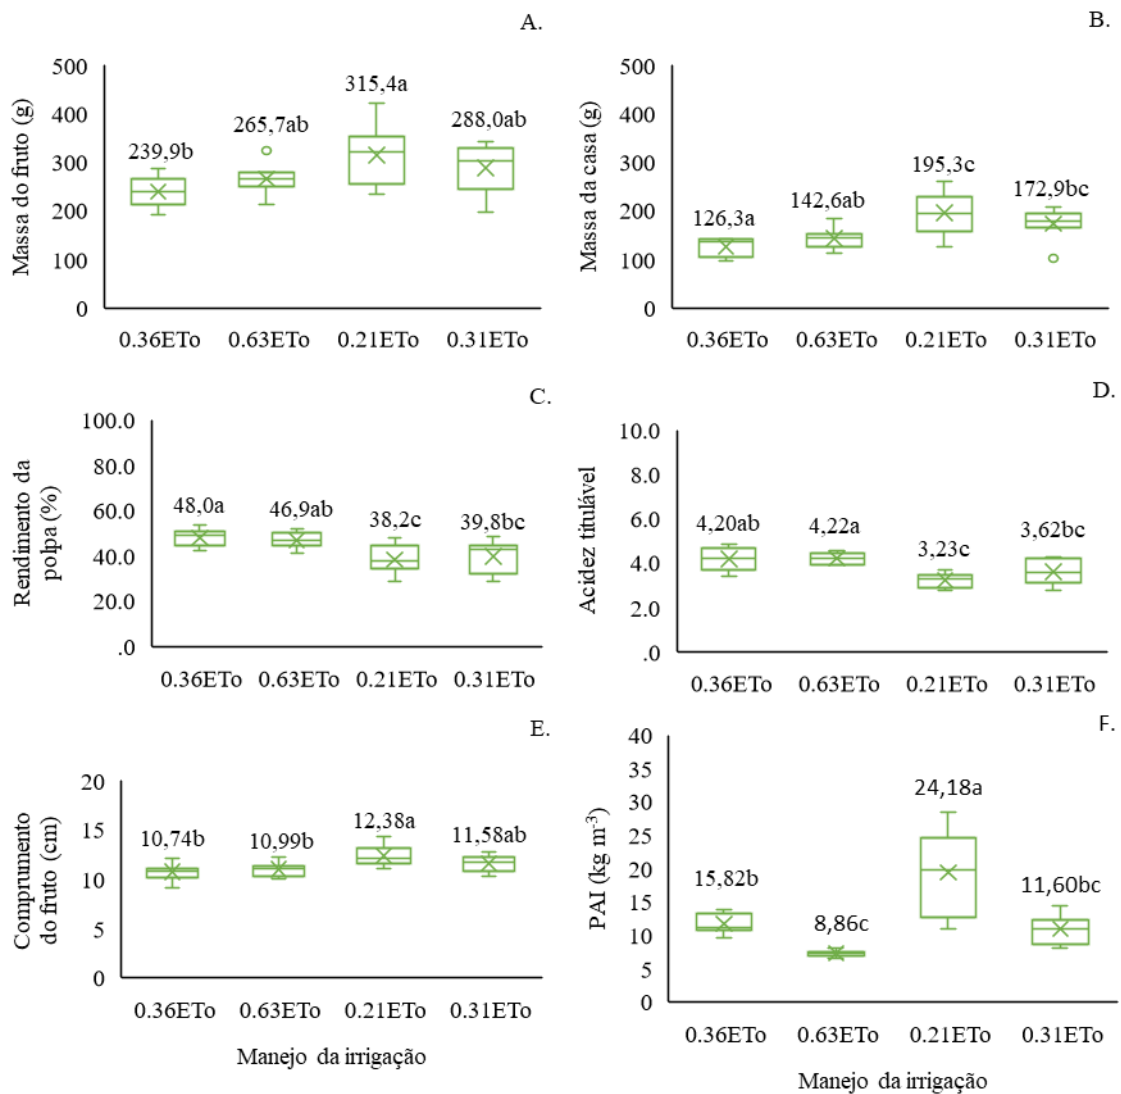 A.
500
400
300
200
100
0
Massa do fruto (g)
239,9b
265,7ab
315,4a
288,0ab
0.36ETo 0.63ETo 0.21ETo 0.31ETo
B.
500
400
300
200
100
0
Massa da casa (g)
126,3a
142,6ab
195,3c
172,9bc
0.36ETo 0.63ETo 0.21ETo 0.31ETo
C.
100.0
80.0
60.0
40.0
20.0
.0
Rendimento da
polpa (%)
48,0a
46,9ab
38,2c
39,8bc
0.36ETo 0.63ETo 0.21ETo 0.31ETo
D.
10.0
8.0
6.0
4.0
2.0
.0
Acidez titulável
4,20ab
4,22a
3,23c
3,62bc
0.36ETo 0.63ETo 0.21ETo 0.31ETo
E.
20
15
10
5
0
Comprumento
do fruto (cm)
10,74b
10,99b
12,38a
11,58ab
0.36ETo 0.63ETo 0.21ETo 0.31ETo
Manejo da irrigação
F.
40
35
30
25
20
15
10
5
0
PAI (kg m-3)
15,82b
8,86c
24,18a
11,60bc
0.36ETo 0.63ETo 0.21ETo 0.31ETo
Manejo da irrigação